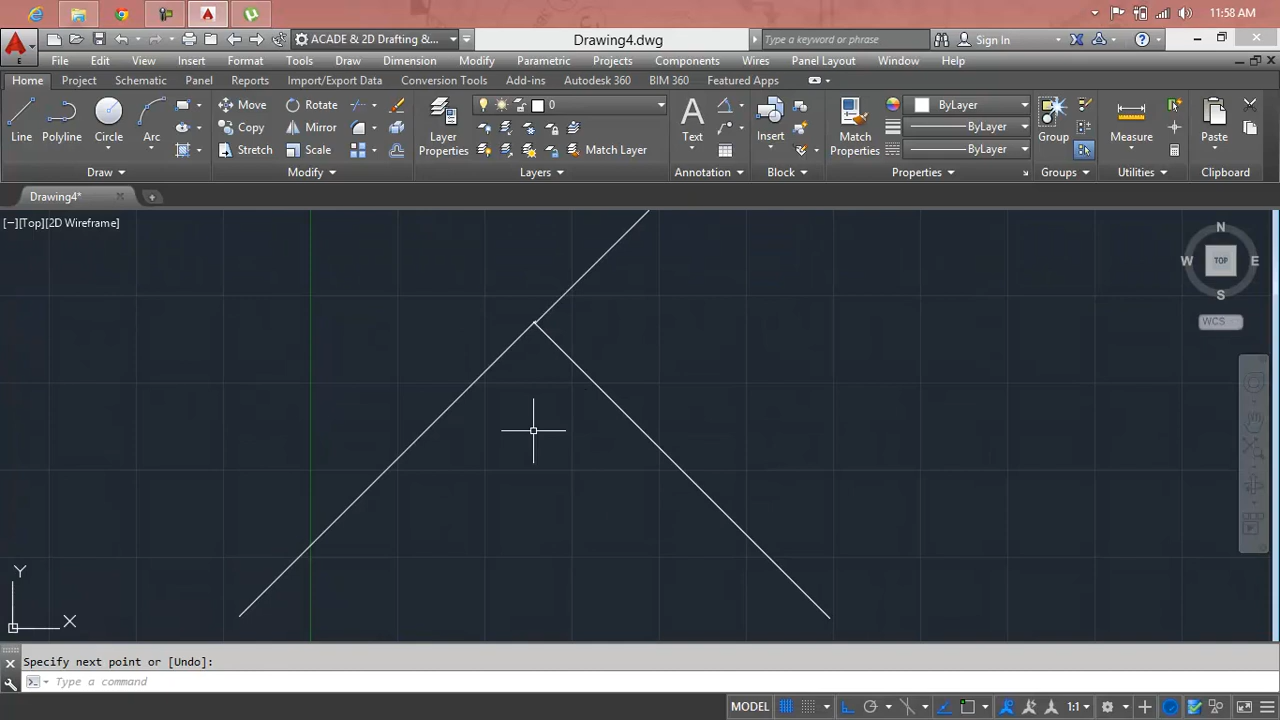 11:58 AM
E
ACADE & 2D Drafting &...
Drawing4.dwg
Type a keyword or phrase
Sign In
File Edit View Insert Format Tools Draw Dimension Modify Parametric Projects Components Wires Panel Layout Window Help
Home Project Schematic Panel Reports Import/Export Data Conversion Tools Add-ins Autodesk 360 BIM 360 Featured Apps
Line Polyline Circle Arc
Move Rotate
Copy Mirror
Stretch Scale
Layer Properties
0
Match Layer
Text
Insert
Match Properties
ByLayer
ByLayer
ByLayer
Group
Measure
Paste
Draw Modify Layers Annotation Block Properties Groups Utilities Clipboard
Drawing4*
[−][Top][2D Wireframe]
N
W TOP E
S
WCS
Y
X
Specify next point or [Undo]:
Type a command
MODEL 1:1